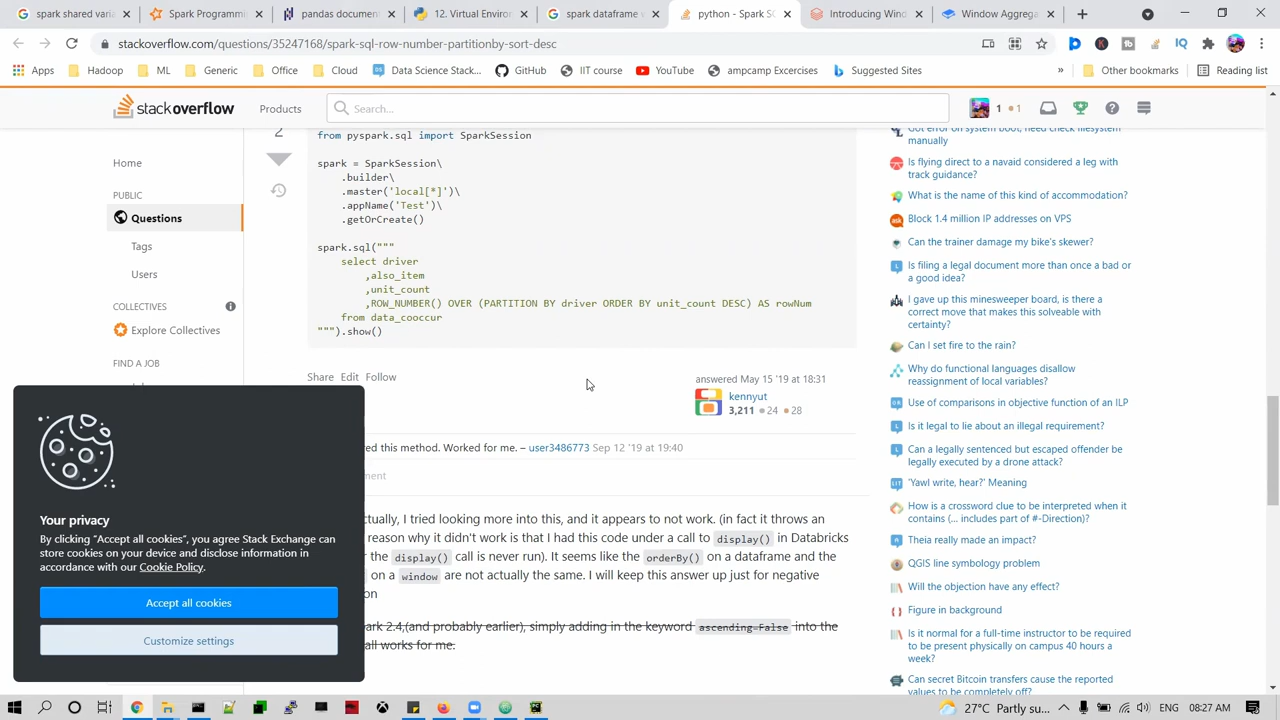 spark shared varia
Spark Broadcast Va
pandas documentat
12. Virtual Environ
spark dataframe v
python - Spark SQ
Introducing Wind
Window Aggrega
stackoverflow.com/questions/35247168/spark-sql-row-number-partitionby-sort-desc
Apps
Hadoop
ML
Generic
Office
Cloud
Data Science Stack...
GitHub
IIT course
YouTube
ampcamp Excercises
Suggested Sites
»
Other bookmarks
Reading list
stackoverflow
Products
Search...
1 • 1
2
from pyspark.sql import SparkSession
spark = SparkSession\
.builder\
.master('local[*]')\
.appName('Test')\
.getOrCreate()
spark.sql("""
select driver
,also_item
,unit_count
,ROW_NUMBER() OVER (PARTITION BY driver ORDER BY unit_count DESC) AS rowNum
from data_cooccur
""").show()
Share Edit Follow
answered May 15 '19 at 18:31
kennyut
3,211 24 28
ed this method. Worked for me. – user3486773 Sep 12 '19 at 19:40
ment
ctually, I tried looking more into this, and it appears to not work. (in fact it throws an
reason why it didn't work is that I had this code under a call to display() in Databricks
r the display() call is never run). It seems like the orderBy() on a dataframe and the
on a window are not actually the same. I will keep this answer up just for negative
on
ark 2.4,(and probably earlier), simply adding in the keyword ascending=False into the
all works for me.
Home
PUBLIC
Questions
Tags
Users
COLLECTIVES
Explore Collectives
FIND A JOB
Your privacy
By clicking “Accept all cookies”, you agree Stack Exchange can
store cookies on your device and disclose information in
accordance with our Cookie Policy.
Accept all cookies
Customize settings
Got error on system boot, need check filesystem
manually
Is flying direct to a navaid considered a leg with
track guidance?
What is the name of this kind of accommodation?
Block 1.4 million IP addresses on VPS
Can the trainer damage my bike's skewer?
Is filing a legal document more than once a bad or
a good idea?
I gave up this minesweeper board, is there a
correct move that makes this solveable with
certainty?
Can I set fire to the rain?
Why do functional languages disallow
reassignment of local variables?
Use of comparisons in objective function of an ILP
Is it legal to lie about an illegal requirement?
Can a legally sentenced but escaped offender be
legally executed by a drone attack?
'Yawl write, hear?' Meaning
How is a crossword clue to be interpreted when it
contains (... includes part of #-Direction)?
Theia really made an impact?
QGIS line symbology problem
Will the objection have any effect?
Figure in background
Is it normal for a full-time instructor to be required
to be present physically on campus 40 hours a
week?
Can secret Bitcoin transfers cause the reported
values to be completely off?
27°C Partly su...
ENG
08:27 AM